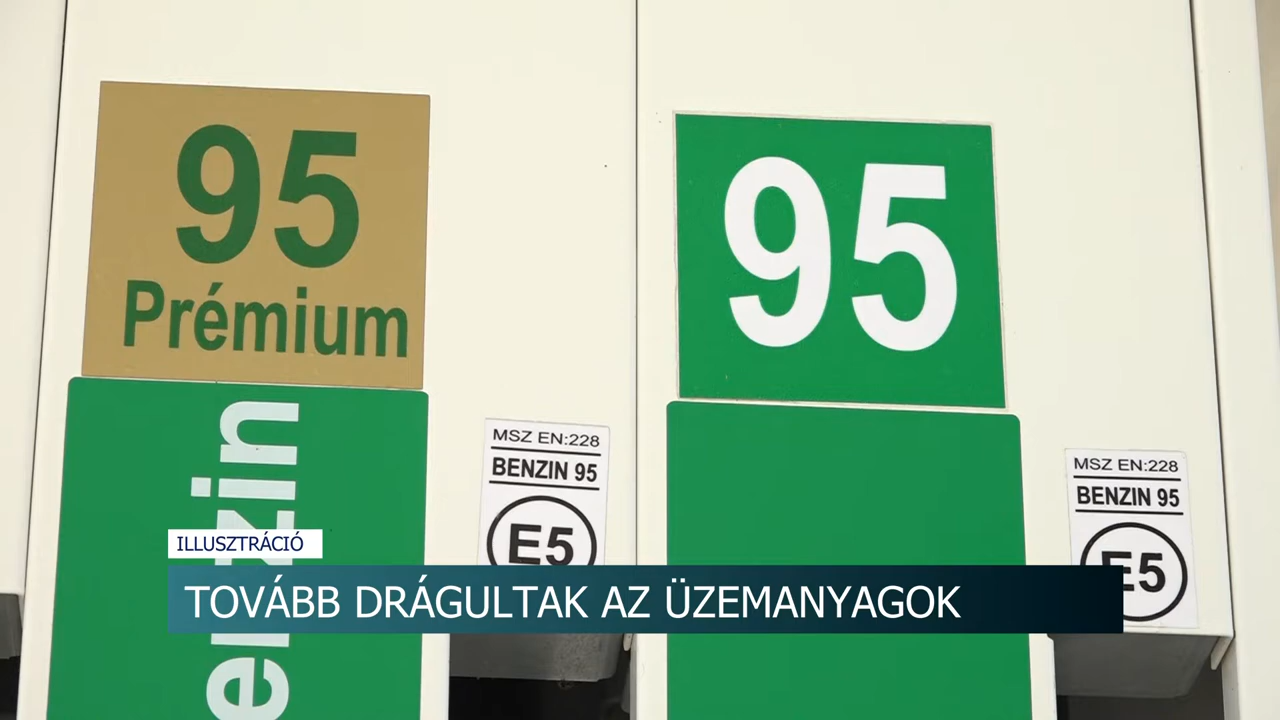 95
Prémium
95
enzin
MSZ EN:228
BENZIN 95
E5
MSZ EN:228
BENZIN 95
E5
ILLUSZTRÁCIÓ
TOVÁBB DRÁGULTAK AZ ÜZEMANYAGOK